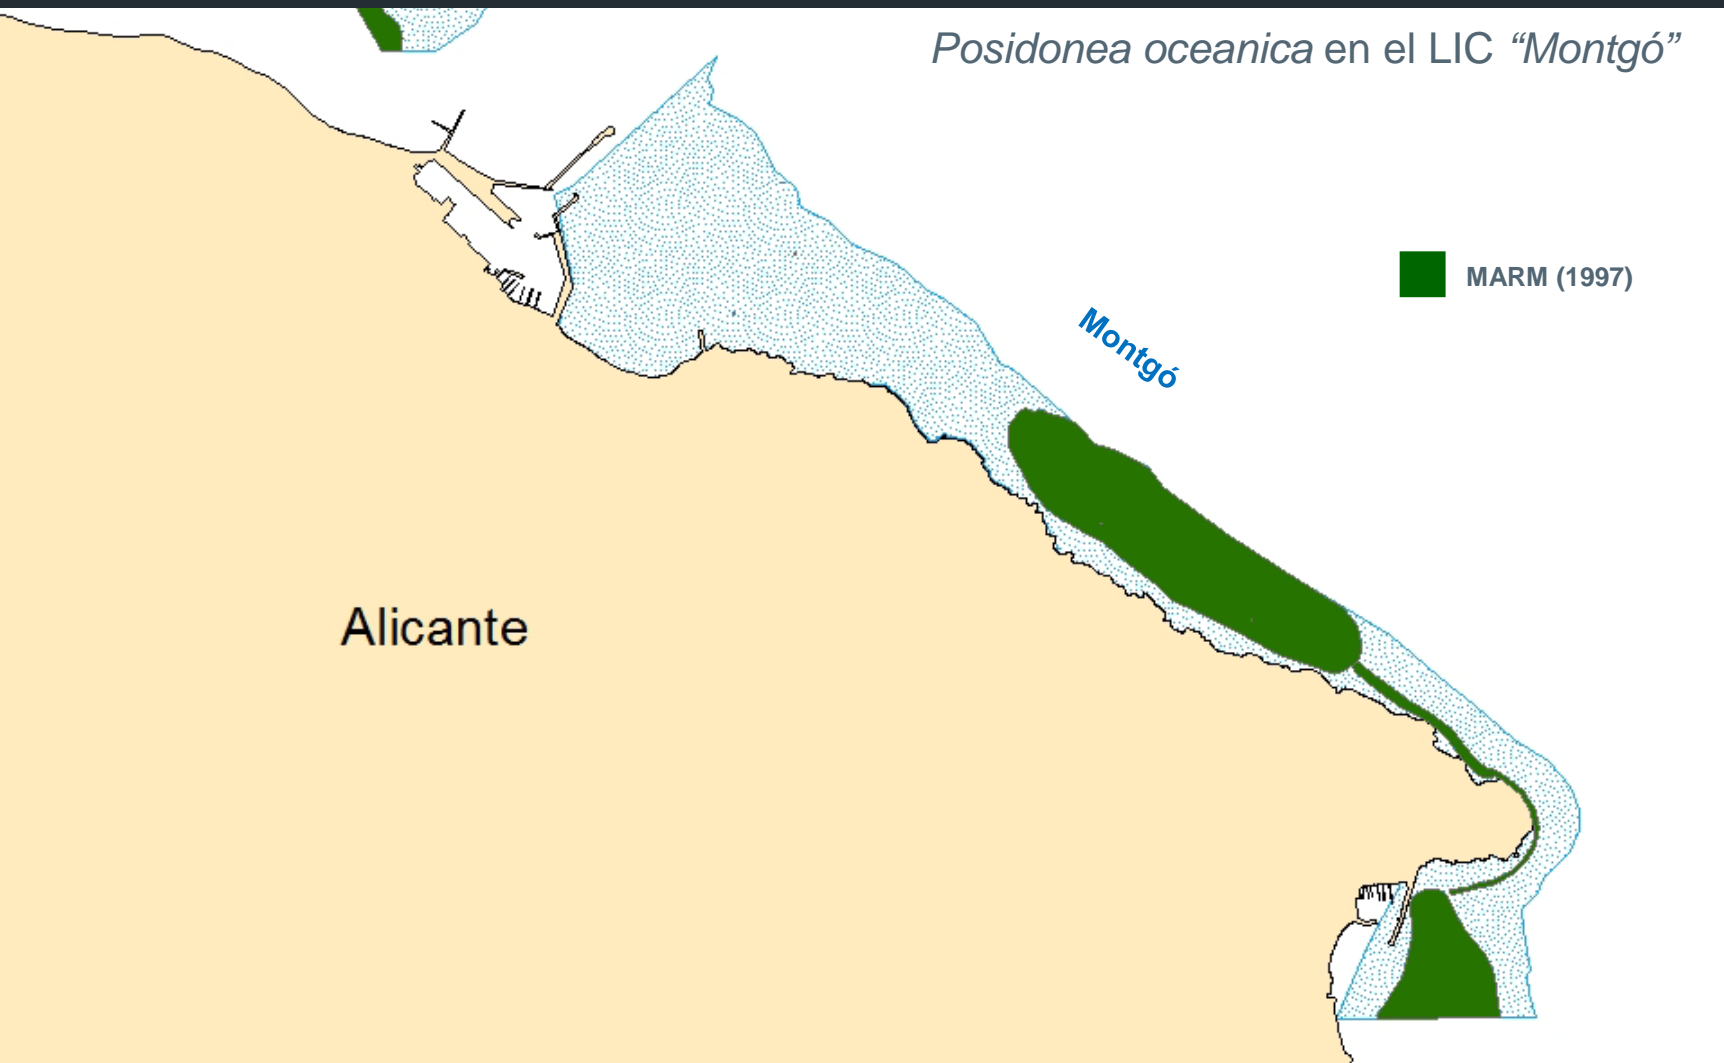 Posidonea oceanica en el LIC “Montgó”
MARM (1997)
Montgó
Alicante